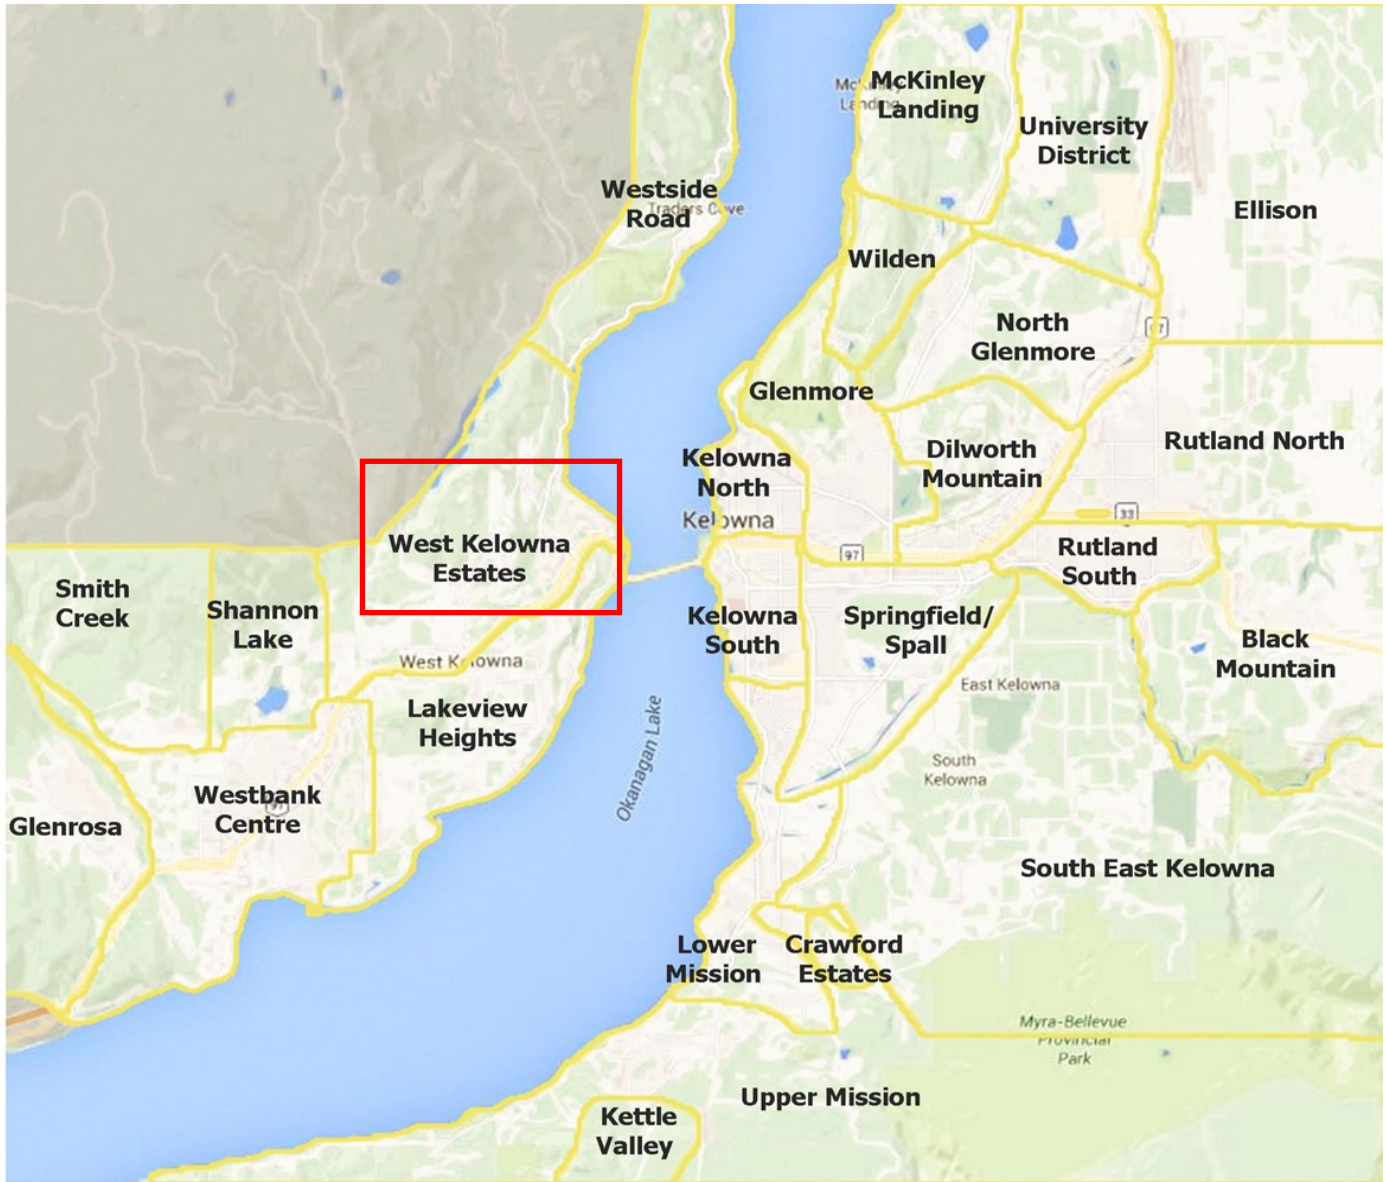 McKinley
Landing
University
District
Westside
Road
Traders Cove
Ellison
Wilden
North
Glenmore
97
Glenmore
Rutland North
Kelowna
North
Dilworth
Mountain
Kelowna
33
West Kelowna
Estates
97
Rutland
South
Smith
Creek
Shannon
Lake
Kelowna
South
Springfield/
Spall
Black
Mountain
West Kelowna
East Kelowna
Lakeview
Heights
Okanagan Lake
South
Kelowna
Westbank
Centre
97
Glenrosa
South East Kelowna
Lower
Mission
Crawford
Estates
Myra-Bellevue
Provincial
Park
Upper Mission
Kettle
Valley